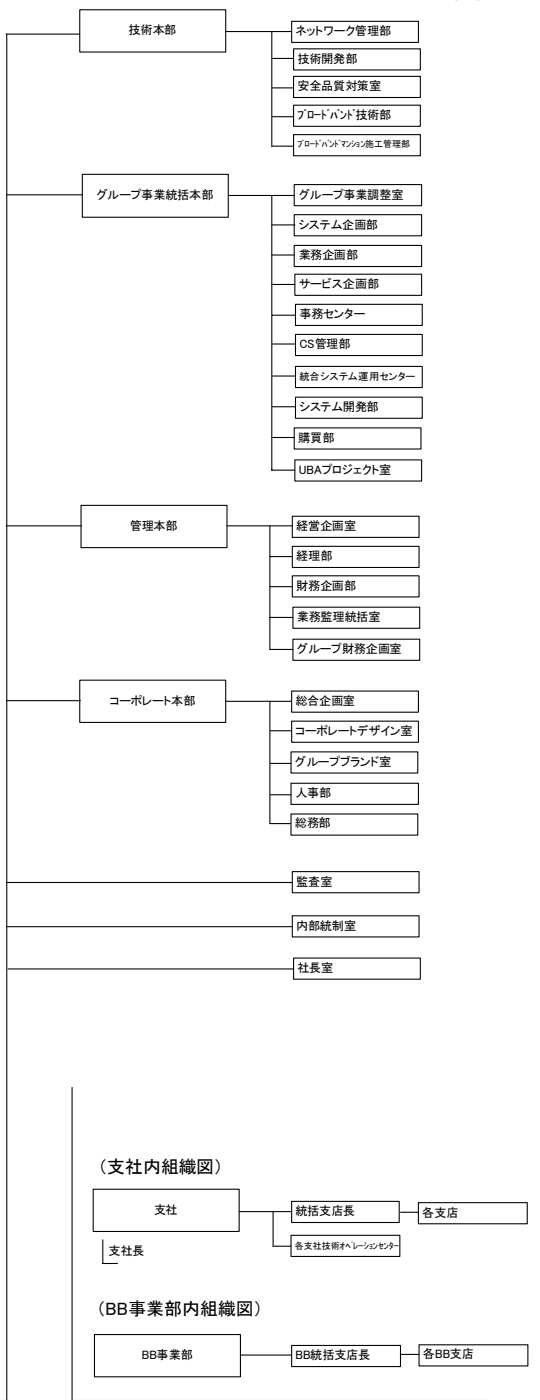 技術本部
ネットワーク管理部
技術開発部
安全品質対策室
ブロードバンド技術部
ブロードバンドマンション施工管理部
グループ事業統括本部
グループ事業調整室
システム企画部
業務企画部
サービス企画部
事務センター
CS管理部
統合システム運用センター
システム開発部
購買部
UBAプロジェクト室
管理本部
経営企画室
経理部
財務企画部
業務監理統括室
グループ財務企画室
コーポレート本部
総合企画室
コーポレートデザイン室
グループブランド室
人事部
総務部
監査室
内部統制室
社長室
（支社内組織図）
支社
統括支店長
各支店
支社長
各支社技術オペレーションセンター
（BB事業部内組織図）
BB事業部
BB統括支店長
各BB支店